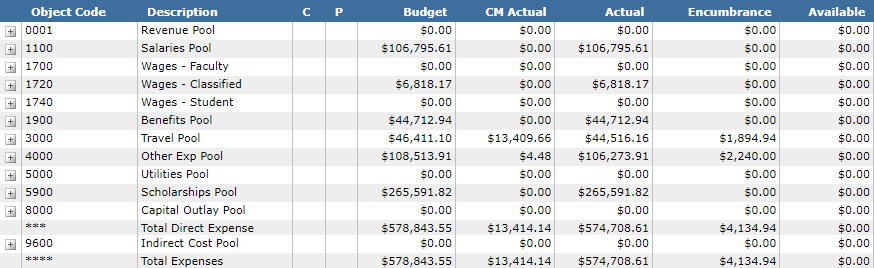 Object Code Description C P Budget CM Actual Actual Encumbrance Available
0001 Revenue Pool $0.00 $0.00 $0.00 $0.00 $0.00
1100 Salaries Pool $106,795.61 $0.00 $106,795.61 $0.00 $0.00
1700 Wages - Faculty $0.00 $0.00 $0.00 $0.00 $0.00
1720 Wages - Classified $6,818.17 $0.00 $6,818.17 $0.00 $0.00
1740 Wages - Student $0.00 $0.00 $0.00 $0.00 $0.00
1900 Benefits Pool $44,712.94 $0.00 $44,712.94 $0.00 $0.00
3000 Travel Pool $46,411.10 $13,409.66 $44,516.16 $1,894.94 $0.00
4000 Other Exp Pool $108,513.91 $4.48 $106,273.91 $2,240.00 $0.00
5000 Utilities Pool $0.00 $0.00 $0.00 $0.00 $0.00
5900 Scholarships Pool $265,591.82 $0.00 $265,591.82 $0.00 $0.00
8000 Capital Outlay Pool $0.00 $0.00 $0.00 $0.00 $0.00
*** Total Direct Expense $578,843.55 $13,414.14 $574,708.61 $4,134.94 $0.00
9600 Indirect Cost Pool $0.00 $0.00 $0.00 $0.00 $0.00
**** Total Expenses $578,843.55 $13,414.14 $574,708.61 $4,134.94 $0.00